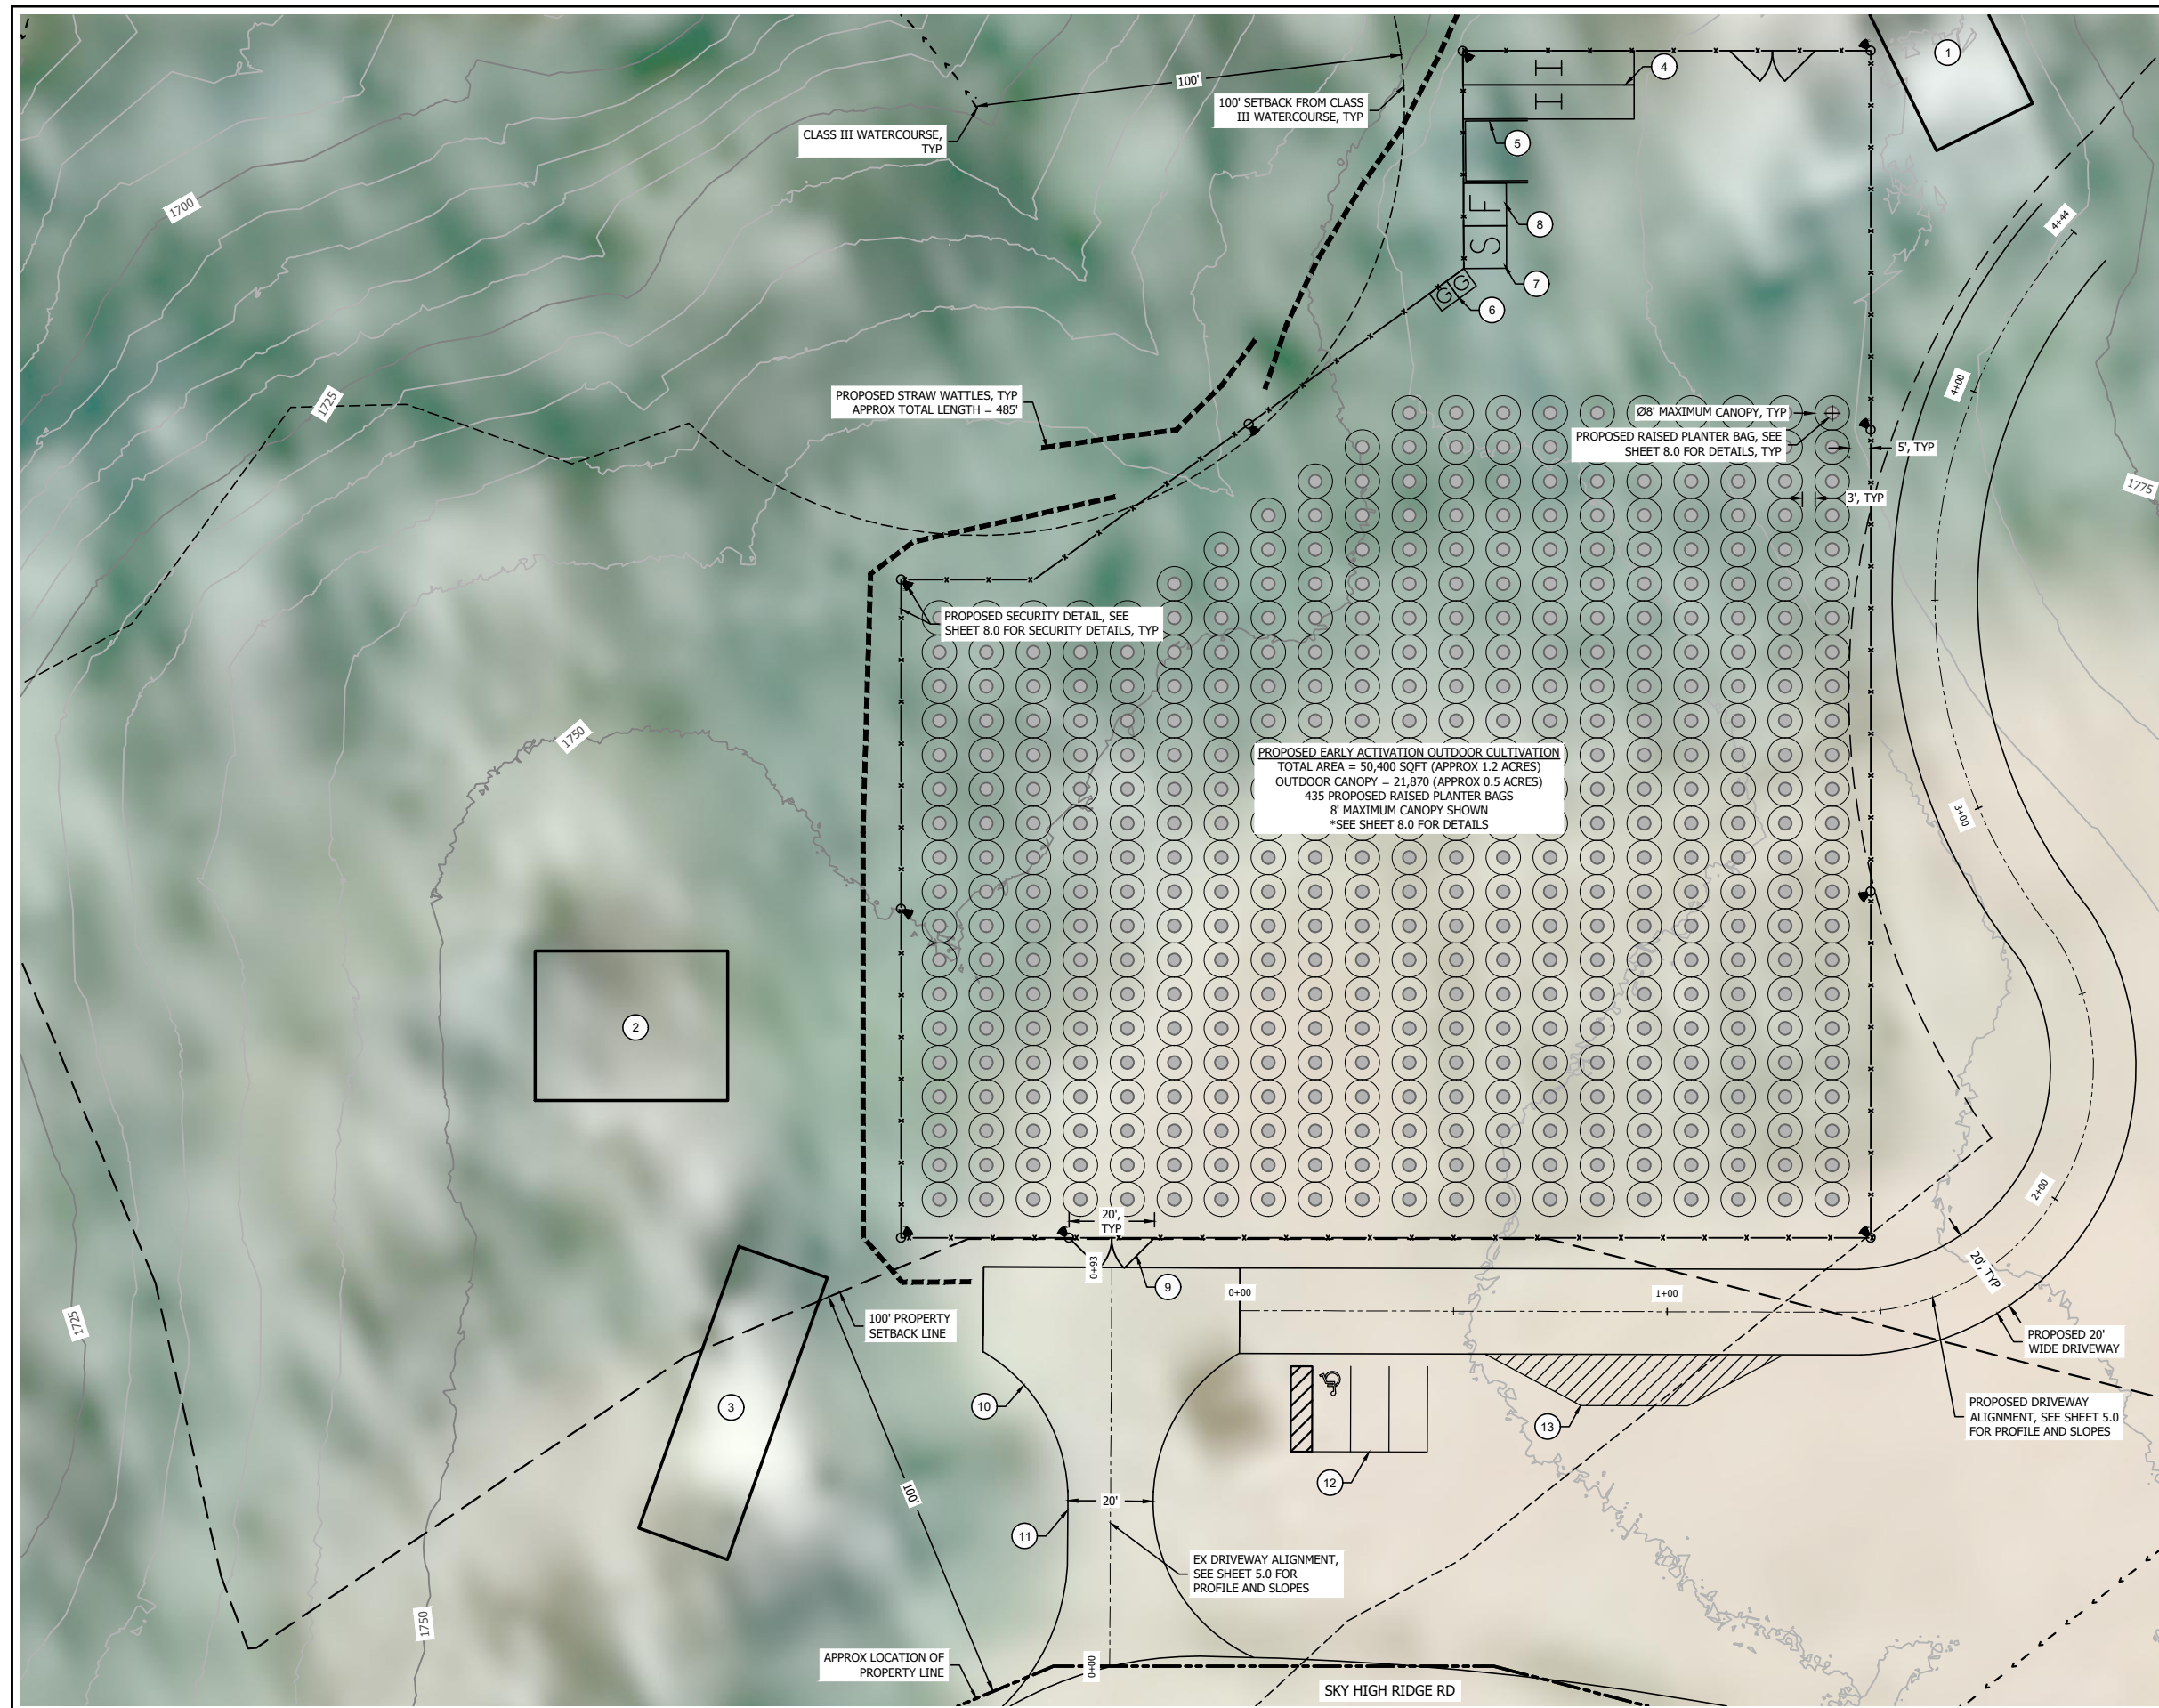 100'
CLASS III WATERCOURSE,
TYP
100' SETBACK FROM CLASS
III WATERCOURSE, TYP
1
4
5
F
8
S
7
G
G
6
1700
4+44
4+00
PROPOSED STRAW WATTLES, TYP
APPROX TOTAL LENGTH = 485'
1725
Ø8' MAXIMUM CANOPY, TYP
PROPOSED RAISED PLANTER BAG, SEE
SHEET 8.0 FOR DETAILS, TYP
5', TYP
3', TYP
1775
PROPOSED SECURITY DETAIL, SEE
SHEET 8.0 FOR SECURITY DETAILS, TYP
1750
PROPOSED EARLY ACTIVATION OUTDOOR CULTIVATION
TOTAL AREA = 50,400 SQFT (APPROX 1.2 ACRES)
OUTDOOR CANOPY = 21,870 (APPROX 0.5 ACRES)
435 PROPOSED RAISED PLANTER BAGS
8' MAXIMUM CANOPY SHOWN
*SEE SHEET 8.0 FOR DETAILS
3+00
2
2+00
20',
TYP
0+93
9
0+00
1+00
20', TYP
1725
100' PROPERTY
SETBACK LINE
PROPOSED 20'
WIDE DRIVEWAY
3
10
12
13
PROPOSED DRIVEWAY
ALIGNMENT, SEE SHEET 5.0
FOR PROFILE AND SLOPES
100'
20'
11
EX DRIVEWAY ALIGNMENT,
SEE SHEET 5.0 FOR
PROFILE AND SLOPES
1750
APPROX LOCATION OF
PROPERTY LINE
0+00
SKY HIGH RIDGE RD